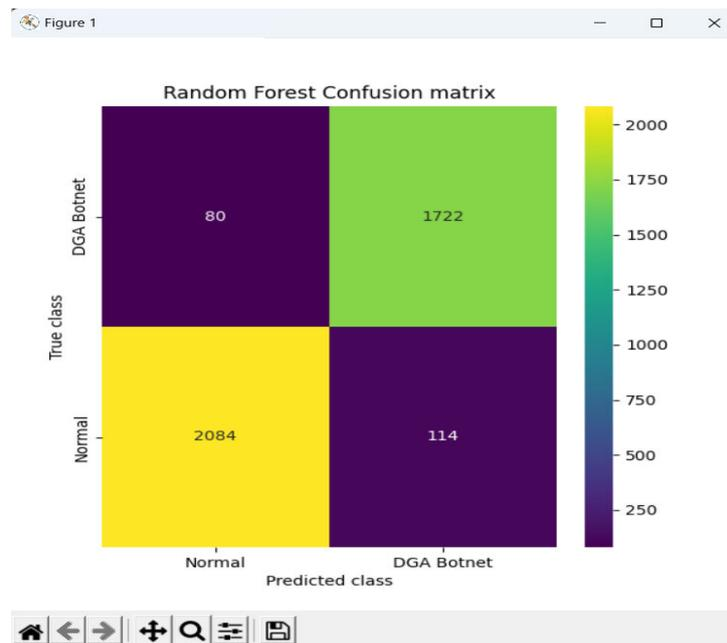 Figure 1
Random Forest Confusion matrix
2000
1750
1500
1250
1000
750
500
250
True class
DGA Botnet
Normal
80
1722
2084
114
Normal
DGA Botnet
Predicted class